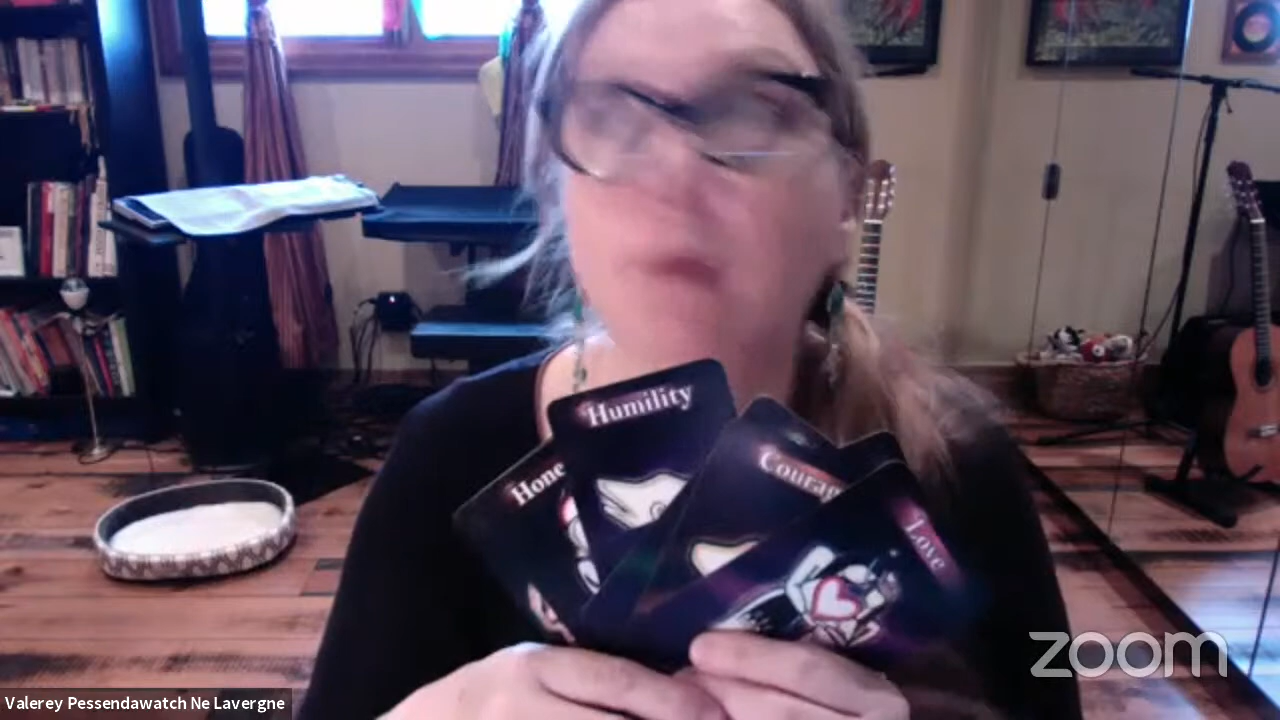 Humility
Hone
Courag
Love
zoom
Valerey Pessendawatch Ne Lavergne